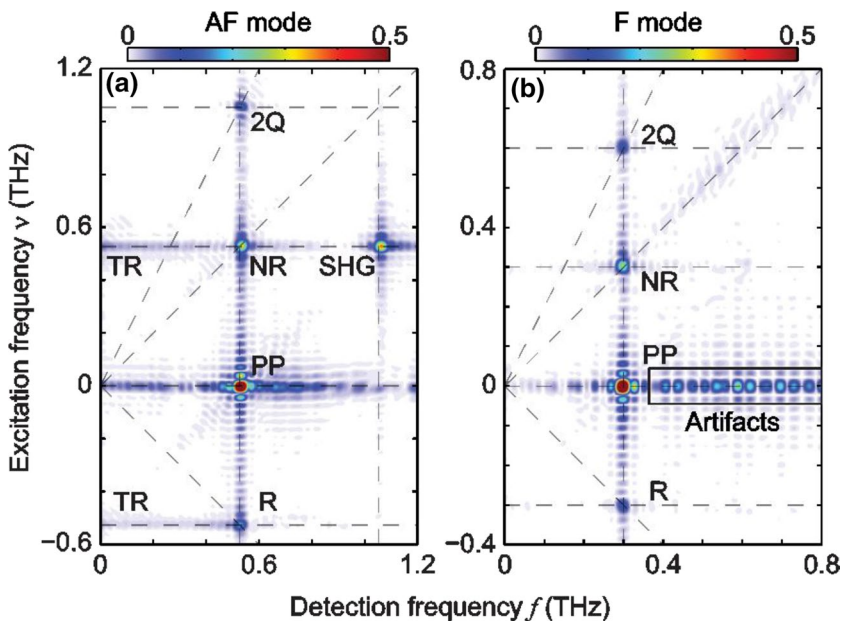 AF mode
F mode
0
0.5
0
0.5
(a)
(b)
1.2
0.6
0
−0.6
0.8
0.4
0
−0.4
Excitation frequency ν (THz)
2Q
TR
NR
SHG
PP
TR
R
2Q
NR
PP
Artifacts
R
0
0.6
1.2
0
0.4
0.8
Detection frequency f (THz)